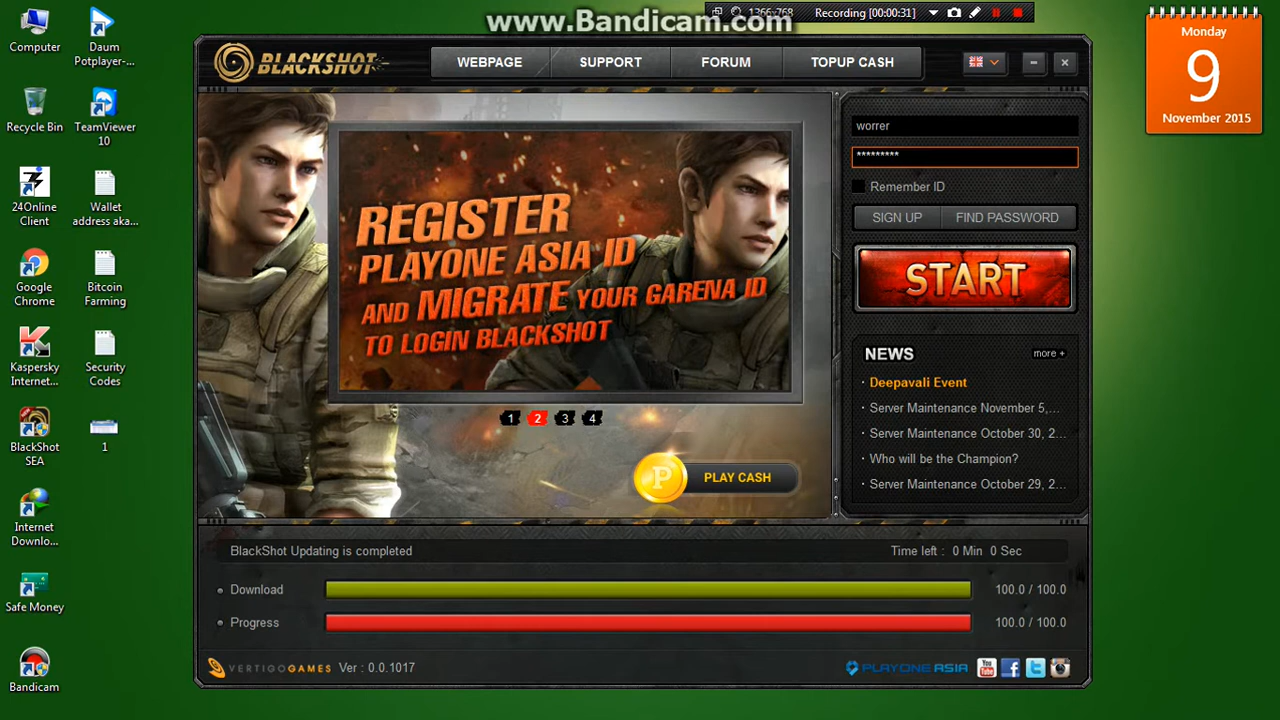 www.Bandicam.com
1366x768
Recording [00:00:31]
Computer
Daum
Potplayer-...
Recycle Bin
TeamViewer
10
24Online
Client
Wallet
address aka...
Google
Chrome
Bitcoin
Farming
Kaspersky
Internet...
Security
Codes
BlackShot
SEA
1
Internet
Downlo...
Safe Money
Bandicam
Monday
9
November 2015
BLACKSHOT
WEBPAGE
SUPPORT
FORUM
TOPUP CASH
REGISTER
PLAYONE ASIA ID
AND MIGRATE YOUR GARENA ID
TO LOGIN BLACKSHOT
1 2 3 4
P PLAY CASH
worrer
*********
Remember ID
SIGN UP
FIND PASSWORD
START
NEWS
more +
· Deepavali Event
· Server Maintenance November 5,...
· Server Maintenance October 30, 2...
· Who will be the Champion?
· Server Maintenance October 29, 2...
BlackShot Updating is completed
Time left : 0 Min 0 Sec
Download
100.0 / 100.0
Progress
100.0 / 100.0
VERTIGOGAMES Ver : 0.0.1017
PLAYONE ASIA
You Tube